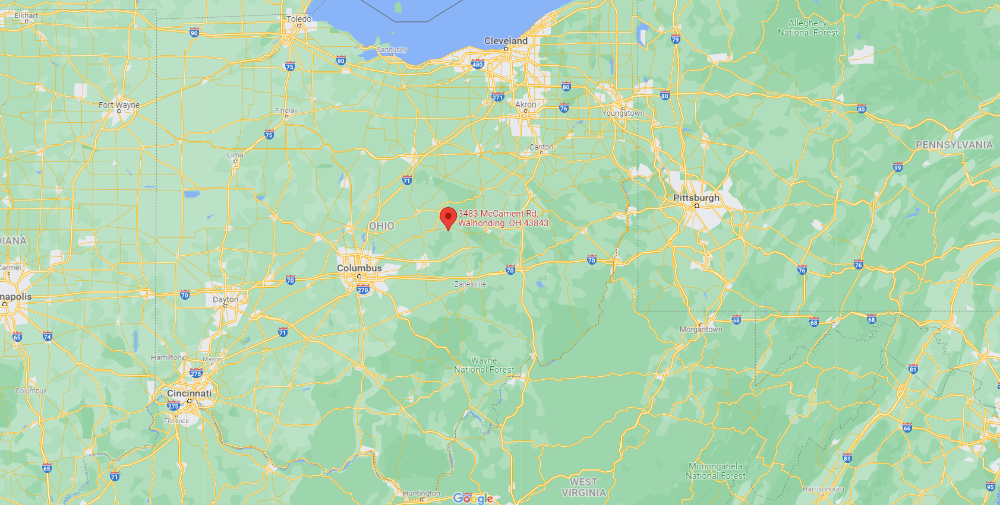 Elkhart
Toledo
90
Allegheny
National Forest
79
Cleveland
Sandusky
90
75
480
271
80
80
Akron
76
Fort Wayne
Findlay
Youngstown
80
75
Canton
PENNSYLVANIA
Lima
99
71
Pittsburgh
3483 McCament Rd,
Walhonding, OH 43843
OHIO
DIANA
Columbus
70
70
76
76
Carmel
70
70
270
Zanesville
napolis
Dayton
68
68
68
Morgantown
71
65
74
Hamilton
Mason
Wayne
National Forest
275
81
Columbus
Cincinnati
275
Florence
66
81
65
71
Monongahela
National Forest
WEST
VIRGINIA
95
Huntington
Google
Harrisonburg